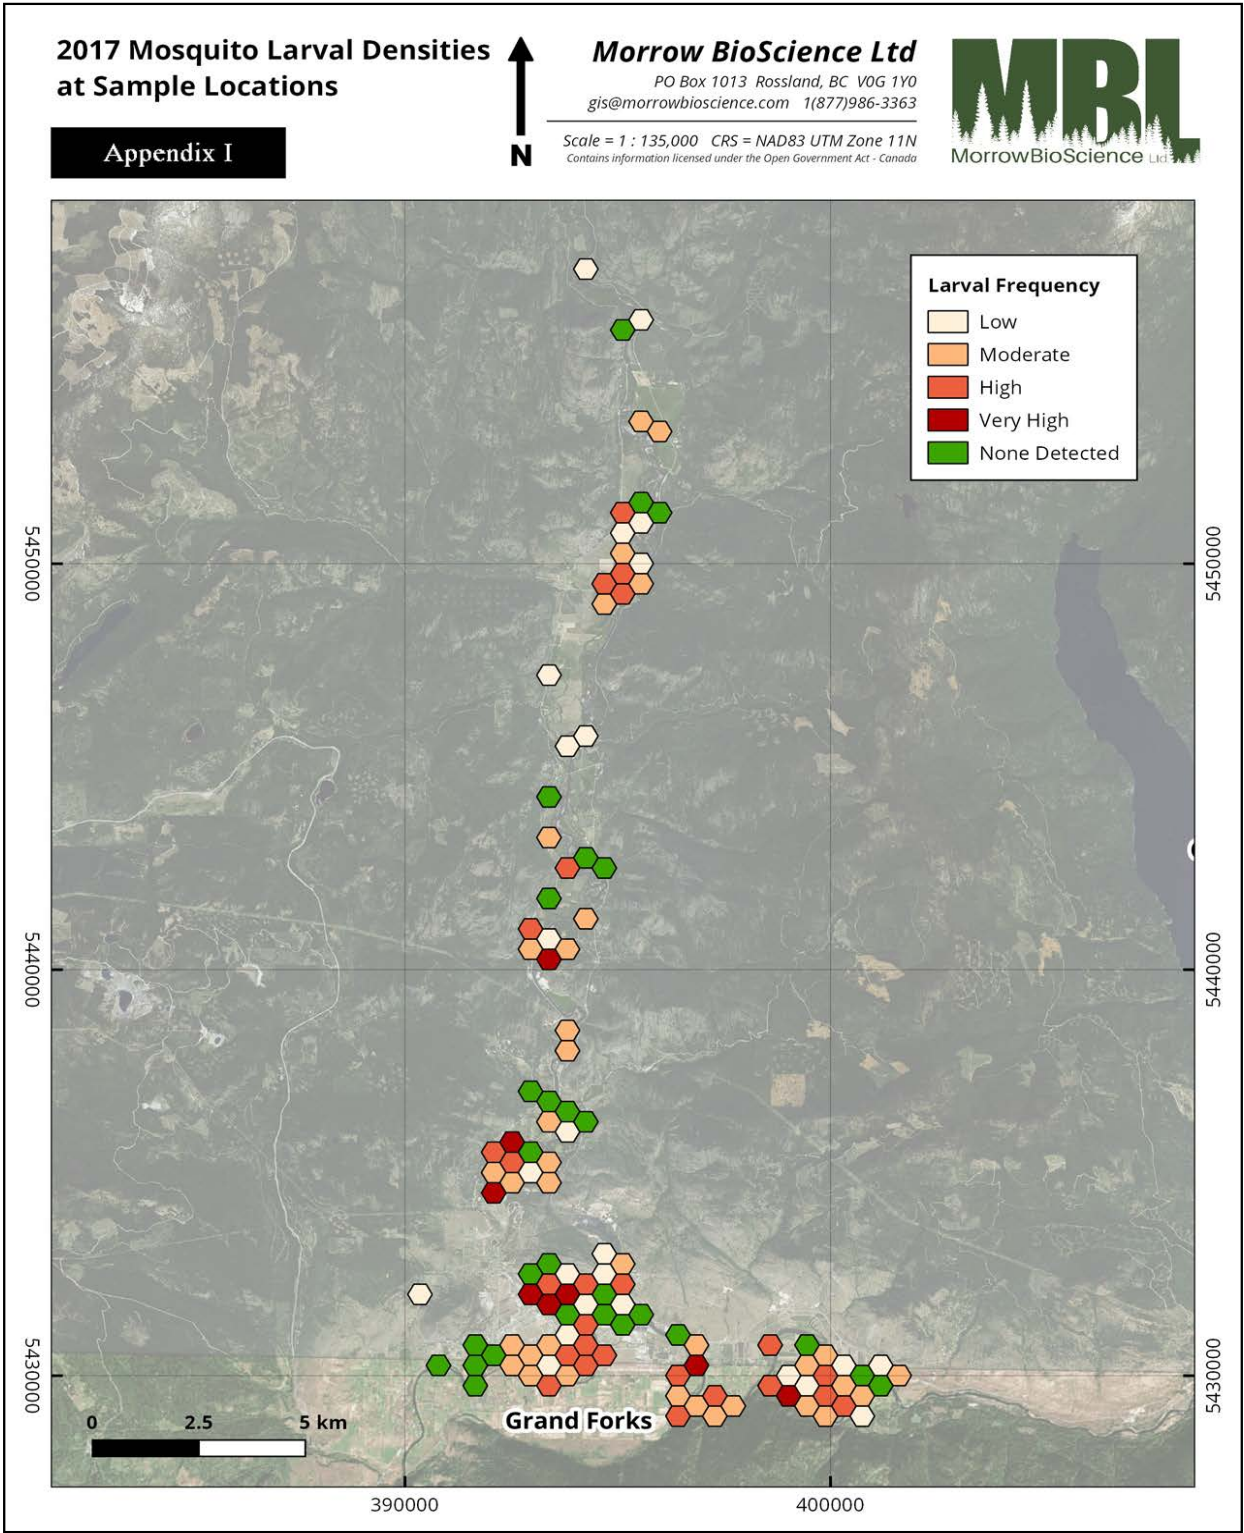 2017 Mosquito Larval Densities
at Sample Locations
Appendix I
N
Morrow BioScience Ltd
PO Box 1013 Rossland, BC V0G 1Y0
gis@morrowbioscience.com 1(877)986-3363
Scale = 1 : 135,000 CRS = NAD83 UTM Zone 11N
Contains information licensed under the Open Government Act - Canada
MBL
MorrowBioScience Ltd.
Larval Frequency
Low
Moderate
High
Very High
None Detected
5450000
5450000
5440000
5440000
5430000
5430000
0 2.5 5 km
Grand Forks
390000
400000